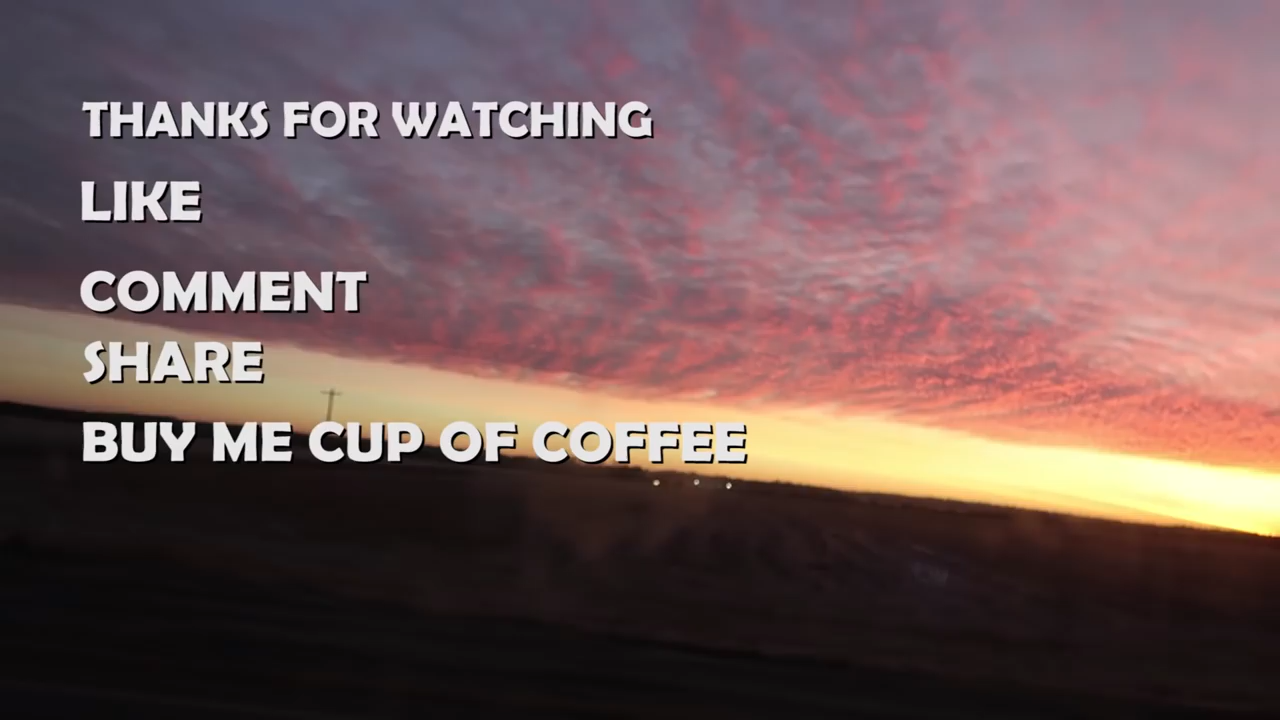 THANKS FOR WATCHING
LIKE
COMMENT
SHARE
BUY ME CUP OF COFFEE